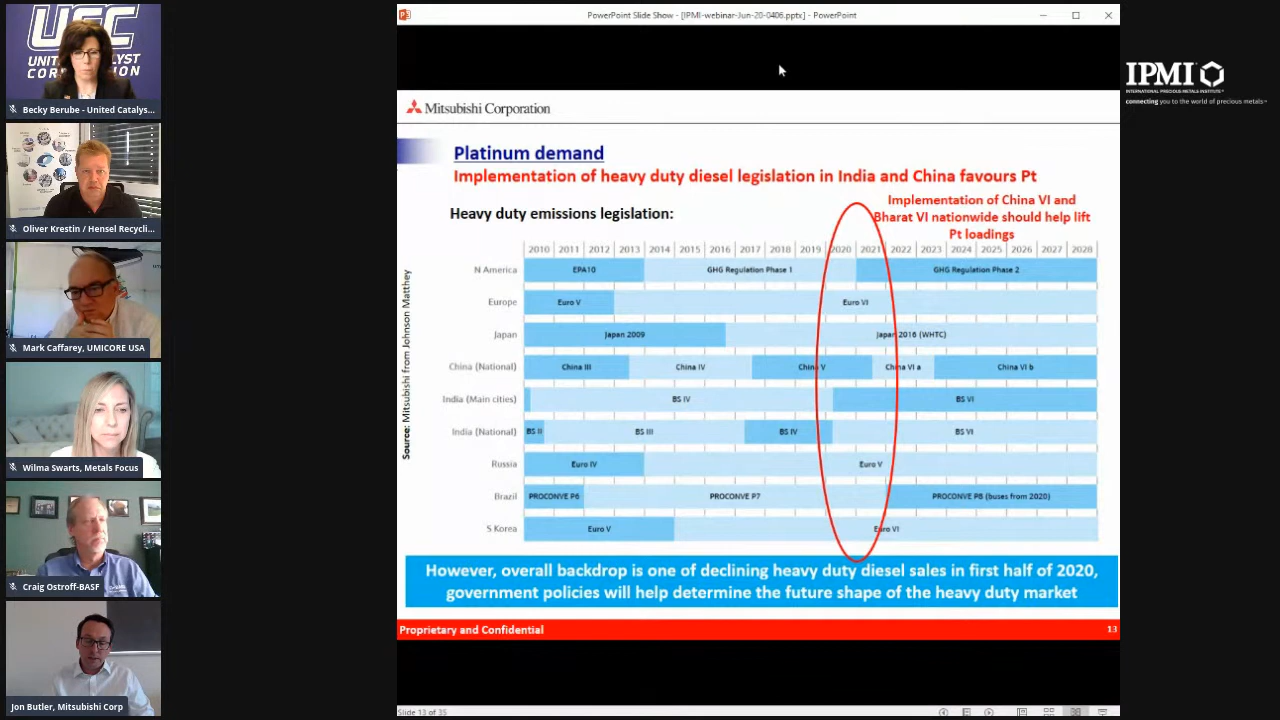 UCC
UNITED CATALYST
CORPORATION
Becky Berube - United Catalys...
Oliver Krestin / Hensel Recycli...
Mark Caffarey, UMICORE USA
Wilma Swarts, Metals Focus
Craig Ostroff-BASF
Jon Butler, Mitsubishi Corp
PowerPoint Slide Show - [IPMI-webinar-Jun-20-0406.pptx] - PowerPoint
IPMI
INTERNATIONAL PRECIOUS METALS INSTITUTE
connecting you to the world of precious metals
Mitsubishi Corporation
Platinum demand
Implementation of heavy duty diesel legislation in India and China favours Pt
Implementation of China VI and
Bharat VI nationwide should help lift
Pt loadings
Heavy duty emissions legislation:
2010 2011 2012 2013 2014 2015 2016 2017 2018 2019 2020 2021 2022 2023 2024 2025 2026 2027 2028
N America EPA10 GHG Regulation Phase 1 GHG Regulation Phase 2
Europe Euro V Euro VI
Japan Japan 2009 Japan 2016 (WHTC)
China (National) China III China IV China V China VI a China VI b
India (Main cities) BS IV BS VI
India (National) BS II BS III BS IV BS VI
Russia Euro IV Euro V
Brazil PROCONVE P6 PROCONVE P7 PROCONVE P8 (buses from 2020)
S Korea Euro V Euro VI
Source: Mitsubishi from Johnson Matthey
However, overall backdrop is one of declining heavy duty diesel sales in first half of 2020,
government policies will help determine the future shape of the heavy duty market
Proprietary and Confidential 13
Slide 13 of 35